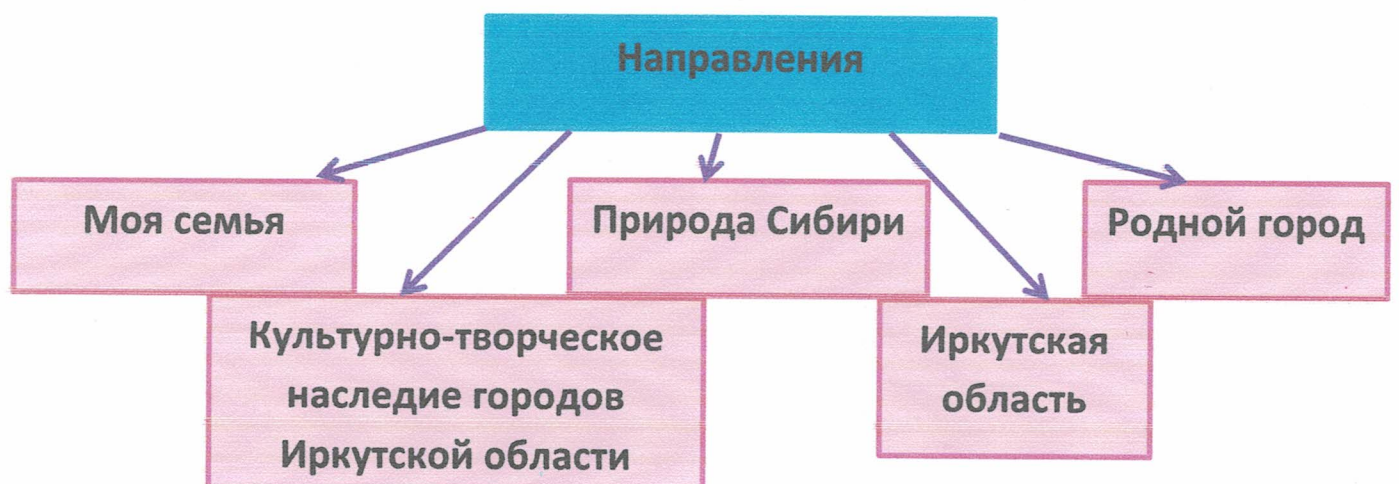 Направления
Моя семья
Природа Сибири
Родной город
Культурно-творческое
наследие городов
Иркутской области
Иркутская
область